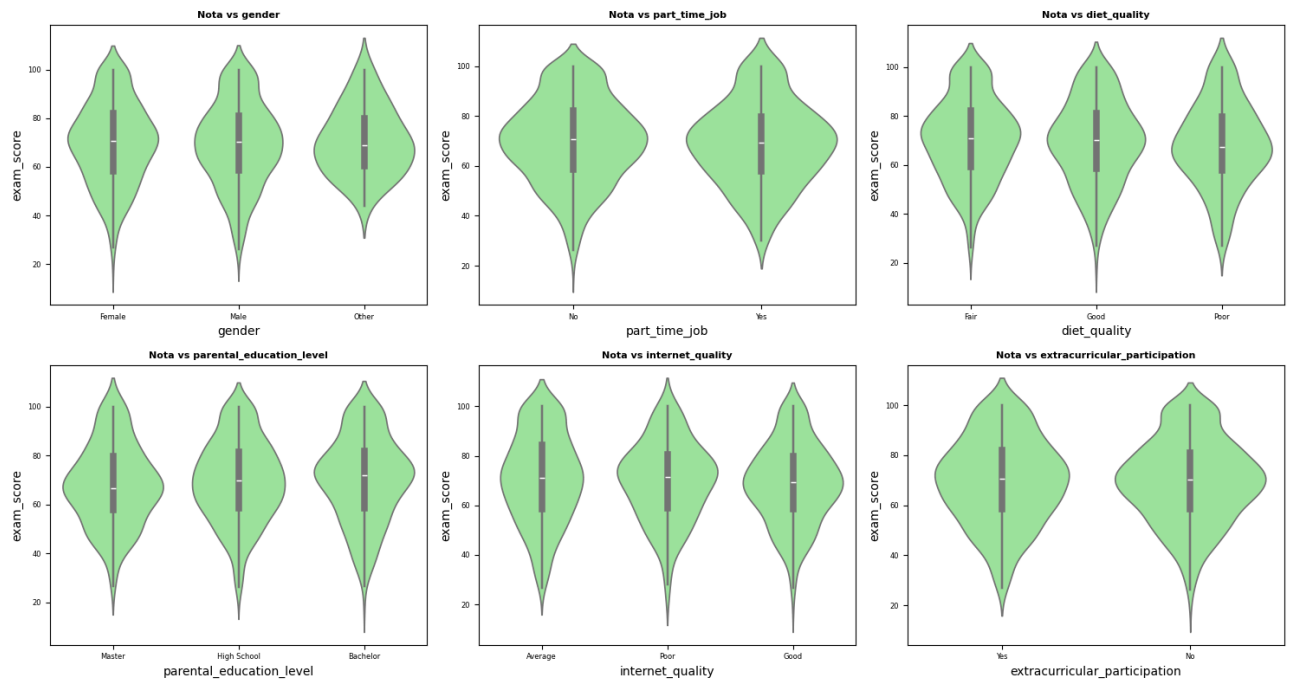 Nota vs gender
exam_score
100
80
60
40
20
Female Male Other
gender
Nota vs part_time_job
exam_score
100
80
60
40
20
No Yes
part_time_job
Nota vs diet_quality
exam_score
100
80
60
40
20
Fair Good Poor
diet_quality
Nota vs parental_education_level
exam_score
100
80
60
40
20
Master High School Bachelor
parental_education_level
Nota vs internet_quality
exam_score
100
80
60
40
20
Average Poor Good
internet_quality
Nota vs extracurricular_participation
exam_score
100
80
60
40
20
Yes No
extracurricular_participation